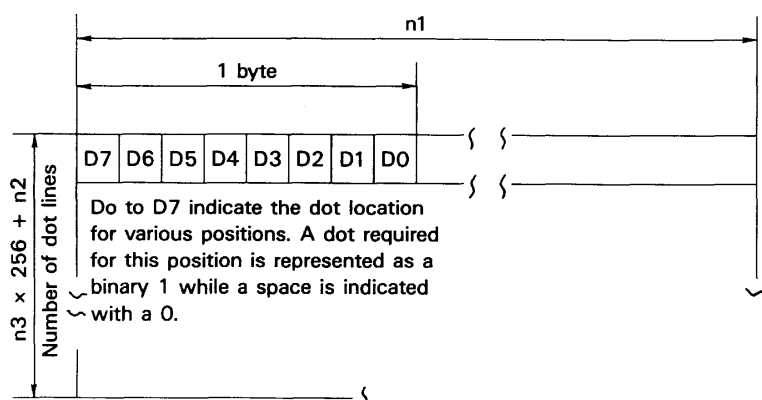 n1
1 byte
D7 D6 D5 D4 D3 D2 D1 D0
n3 × 256 + n2
Number of dot lines
Do to D7 indicate the dot location
for various positions. A dot required
for this position is represented as a
binary 1 while a space is indicated
with a 0.